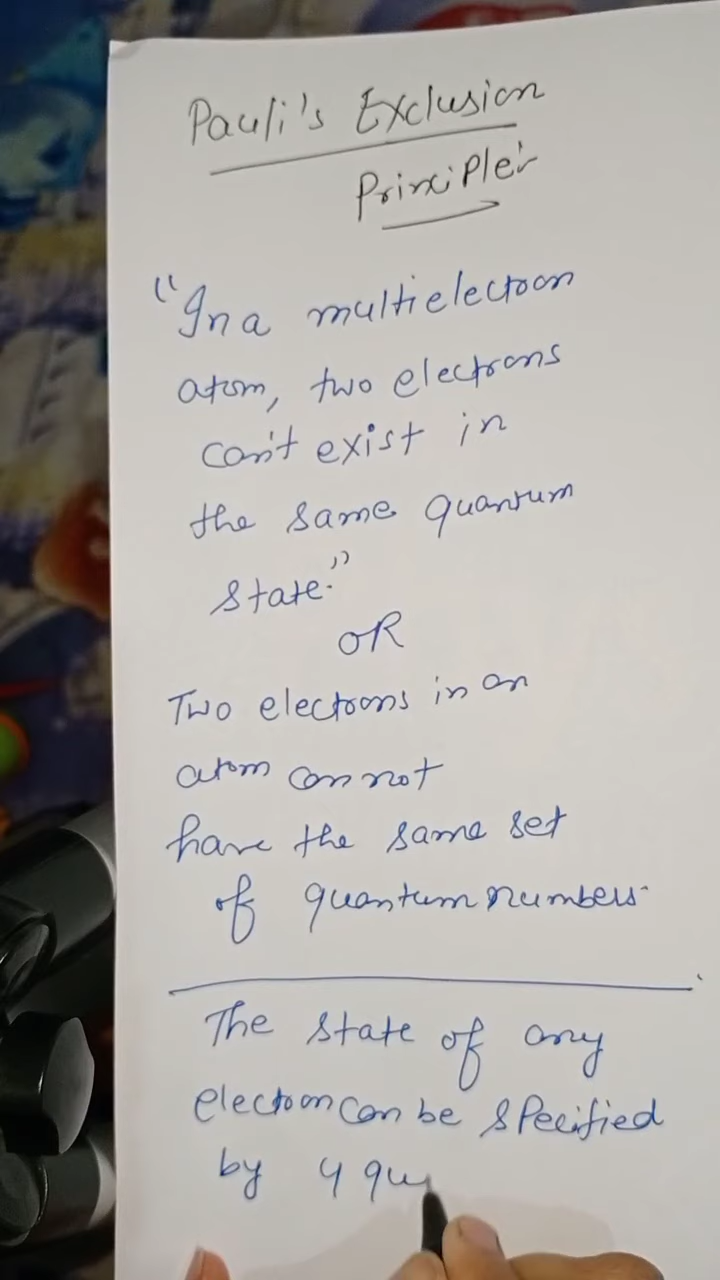 Pauli's Exclusion
Principle:-
"In a multielectron
atom, two electrons
can't exist in
the same quantum
state."
OR
Two electrons in an
atom cannot
have the same set
of quantum numbers.
The state of any
electron can be specified
by 4 qu